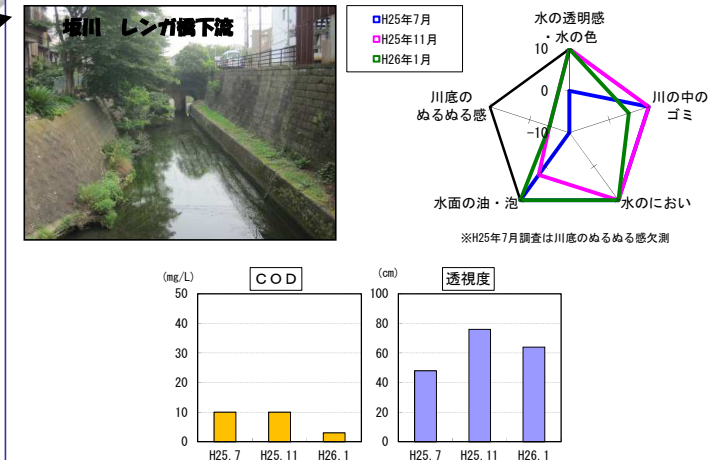 坂川　レンガ橋下流
H25年7月
H25年11月
H26年1月
水の透明感
・水の色
10
0
-10
川の中の
ゴミ
水のにおい
水面の油・泡
川底の
ぬるぬる感
※H25年7月調査は川底のぬるぬる感欠測
(mg/L)
COD
50
40
30
20
10
0
H25.7 H25.11 H26.1
(cm)
透視度
100
80
60
40
20
0
H25.7 H25.11 H26.1